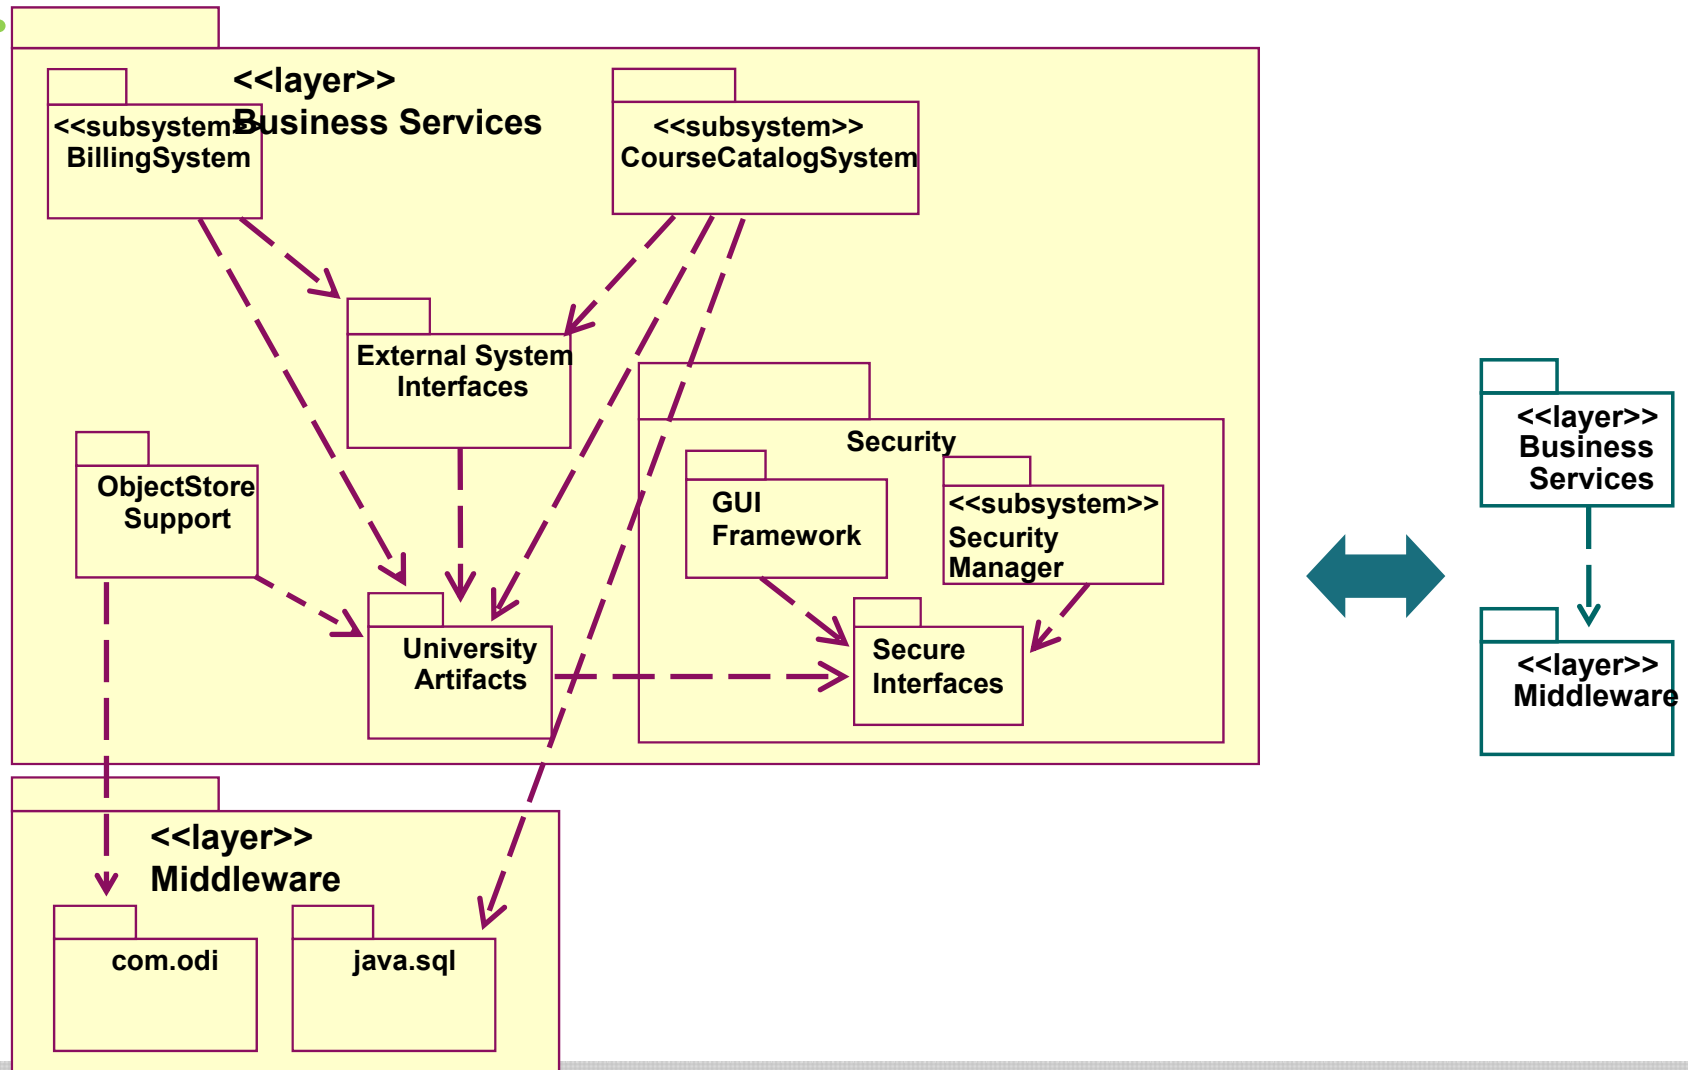 <<layer>>
Business Services
<<subsystem>>
BillingSystem
<<subsystem>>
CourseCatalogSystem
External System
Interfaces
ObjectStore
Support
Security
GUI
Framework
<<subsystem>>
Security
Manager
University
Artifacts
Secure
Interfaces
<<layer>>
Middleware
com.odi
java.sql
<<layer>>
Business
Services
<<layer>>
Middleware